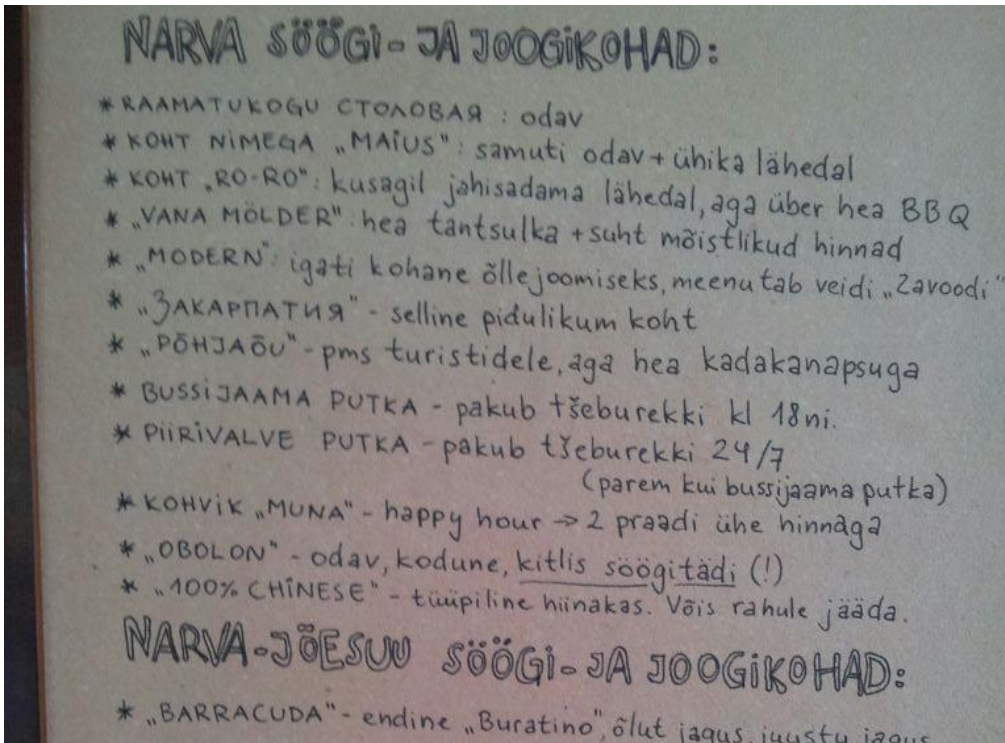 NARVA SÖÖGI- JA JOOGIKOHAD:
* RAAMATUKOGU СТОЛОВАЯ : odav
* KOHT NIMEGA „MAIUS": samuti odav + ühika lähedal
* KOHT „RO-RO": kusagil jahisadama lähedal, aga über hea BBQ
* „VANA MÖLDER": hea tantsulka + suht mõistlikud hinnad
* „MODERN": igati kohane õllejoomiseks, meenutab veidi „Zavoodi"
* „ЗАКАРПАТИЯ" - selline pidulikum koht
* „PÕHJAÕU" - pms turistidele, aga hea kadakanapsuga
* BUSSIJAAMA PUTKA - pakub tšeburekki kl 18ni.
* PIIRIVALVE PUTKA - pakub tšeburekki 24/7
(parem kui bussijaama putka)
* KOHVIK „MUNA" - happy hour -> 2 praadi ühe hinnaga
* „OBOLON" - odav, kodune, kitlis söögitädi (!)
* „100% CHINESE" - tüüpiline hiinakas. Võis rahule jääda.
NARVA-JÕESUU SÖÖGI- JA JOOGIKOHAD:
* „BARRACUDA" - endine „Buratino", õlut jagus, juustu jagus